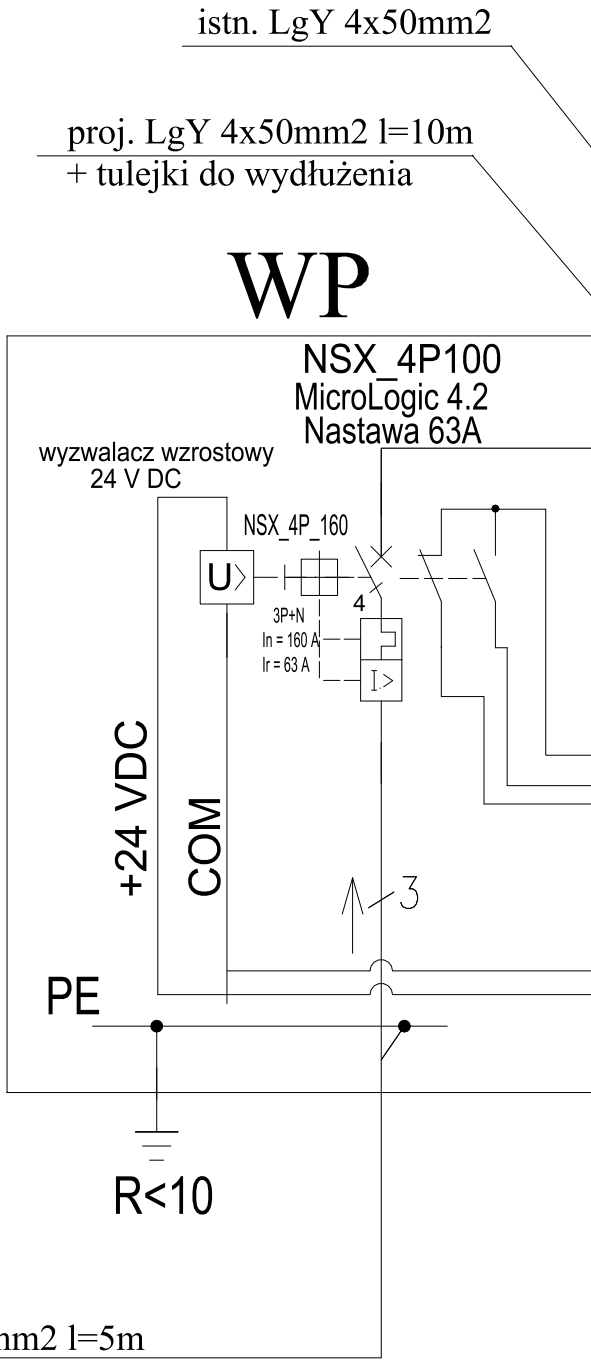 istn. LgY 4x50mm2
proj. LgY 4x50mm2 l=10m
+ tulejki do wydłużenia
WP
NSX_4P100
MicroLogic 4.2
Nastawa 63A
wyzwalacz wzrostowy
24 V DC
NSX_4P_160
U>
4
3P+N
In = 160 A
Ir = 63 A
I>
+24 VDC
COM
3
PE
R<10
mm2 l=5m